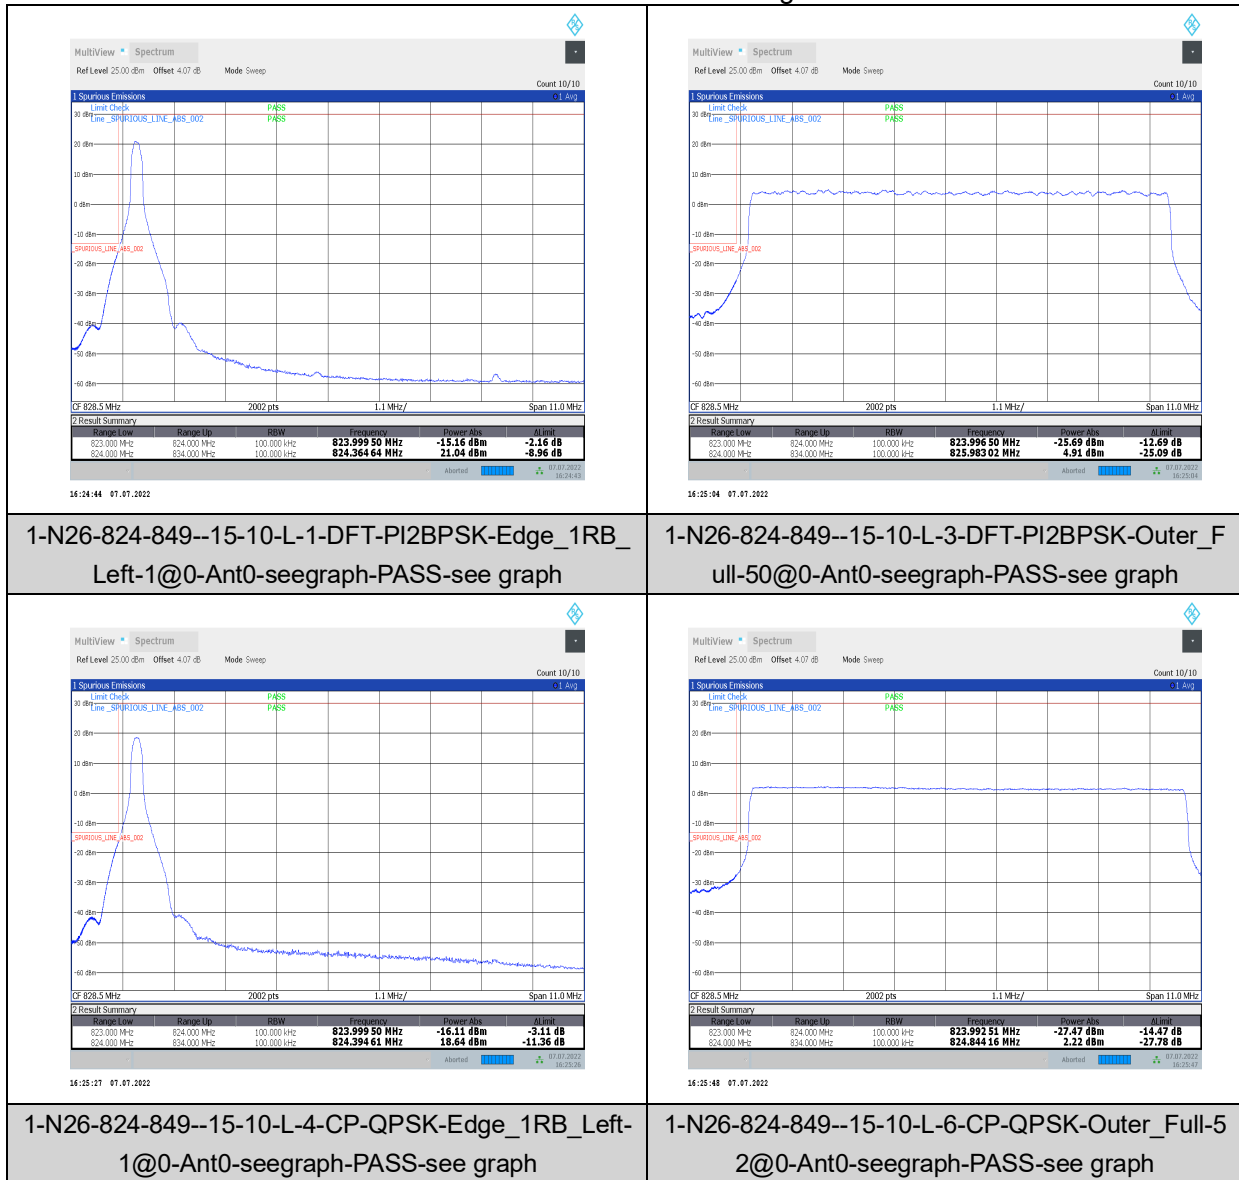 MultiView Spectrum
Ref Level 25.00 dBm Offset 4.07 dB Mode Sweep
Count 10/10
1 Spurious Emissions 1 Avg
Limit Check PASS
Line _SPURIOUS_LINE_ABS_002 PASS
30 dBm
20 dBm
10 dBm
0 dBm
-10 dBm
_SPURIOUS_LINE_ABS_002
-20 dBm
-30 dBm
-40 dBm
-50 dBm
-60 dBm
CF 828.5 MHz 2002 pts 1.1 MHz/ Span 11.0 MHz
2 Result Summary
Range Low Range Up RBW Frequency Power Abs ΔLimit
823.000 MHz 824.000 MHz 100.000 kHz 823.999 50 MHz -15.16 dBm -2.16 dB
824.000 MHz 834.000 MHz 100.000 kHz 824.364 64 MHz 21.04 dBm -8.96 dB
Aborted 07.07.2022
16:24:43
16:24:44 07.07.2022
1-N26-824-849--15-10-L-1-DFT-PI2BPSK-Edge_1RB_
Left-1@0-Ant0-seegraph-PASS-see graph
MultiView Spectrum
Ref Level 25.00 dBm Offset 4.07 dB Mode Sweep
Count 10/10
1 Spurious Emissions 1 Avg
Limit Check PASS
Line _SPURIOUS_LINE_ABS_002 PASS
30 dBm
20 dBm
10 dBm
0 dBm
-10 dBm
_SPURIOUS_LINE_ABS_002
-20 dBm
-30 dBm
-40 dBm
-50 dBm
-60 dBm
CF 828.5 MHz 2002 pts 1.1 MHz/ Span 11.0 MHz
2 Result Summary
Range Low Range Up RBW Frequency Power Abs ΔLimit
823.000 MHz 824.000 MHz 100.000 kHz 823.996 50 MHz -25.69 dBm -12.69 dB
824.000 MHz 834.000 MHz 100.000 kHz 825.983 02 MHz 4.91 dBm -25.09 dB
Aborted 07.07.2022
16:25:04
16:25:04 07.07.2022
1-N26-824-849--15-10-L-3-DFT-PI2BPSK-Outer_F
ull-50@0-Ant0-seegraph-PASS-see graph
MultiView Spectrum
Ref Level 25.00 dBm Offset 4.07 dB Mode Sweep
Count 10/10
1 Spurious Emissions 1 Avg
Limit Check PASS
Line _SPURIOUS_LINE_ABS_002 PASS
30 dBm
20 dBm
10 dBm
0 dBm
-10 dBm
_SPURIOUS_LINE_ABS_002
-20 dBm
-30 dBm
-40 dBm
-50 dBm
-60 dBm
CF 828.5 MHz 2002 pts 1.1 MHz/ Span 11.0 MHz
2 Result Summary
Range Low Range Up RBW Frequency Power Abs ΔLimit
823.000 MHz 824.000 MHz 100.000 kHz 823.999 50 MHz -16.11 dBm -3.11 dB
824.000 MHz 834.000 MHz 100.000 kHz 824.394 61 MHz 18.64 dBm -11.36 dB
Aborted 07.07.2022
16:25:26
16:25:27 07.07.2022
1-N26-824-849--15-10-L-4-CP-QPSK-Edge_1RB_Left-
1@0-Ant0-seegraph-PASS-see graph
MultiView Spectrum
Ref Level 25.00 dBm Offset 4.07 dB Mode Sweep
Count 10/10
1 Spurious Emissions 1 Avg
Limit Check PASS
Line _SPURIOUS_LINE_ABS_002 PASS
30 dBm
20 dBm
10 dBm
0 dBm
-10 dBm
_SPURIOUS_LINE_ABS_002
-20 dBm
-30 dBm
-40 dBm
-50 dBm
-60 dBm
CF 828.5 MHz 2002 pts 1.1 MHz/ Span 11.0 MHz
2 Result Summary
Range Low Range Up RBW Frequency Power Abs ΔLimit
823.000 MHz 824.000 MHz 100.000 kHz 823.992 51 MHz -27.47 dBm -14.47 dB
824.000 MHz 834.000 MHz 100.000 kHz 824.844 16 MHz 2.22 dBm -27.78 dB
Aborted 07.07.2022
16:25:47
16:25:48 07.07.2022
1-N26-824-849--15-10-L-6-CP-QPSK-Outer_Full-5
2@0-Ant0-seegraph-PASS-see graph